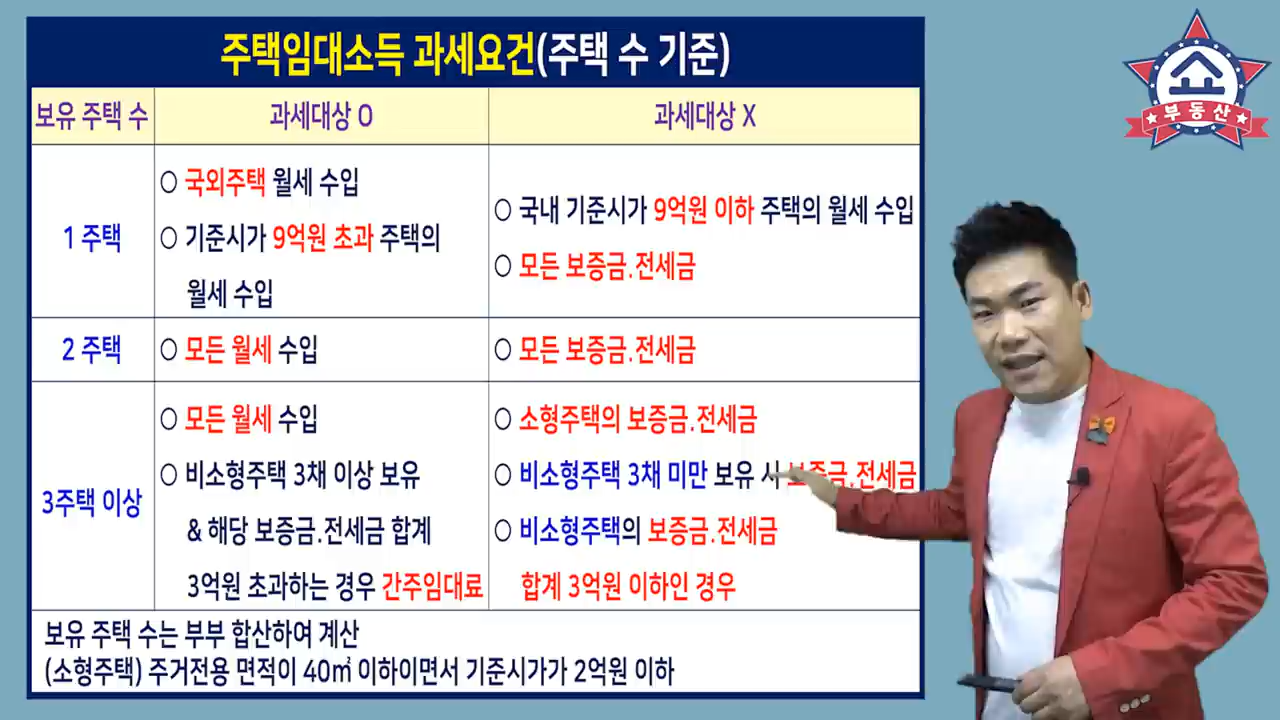 주택임대소득 과세요건(주택 수 기준)
부동산
보유 주택 수
과세대상 O
과세대상 X
1 주택
○ 국외주택 월세 수입
○ 기준시가 9억원 초과 주택의
월세 수입
○ 국내 기준시가 9억원 이하 주택의 월세 수입
○ 모든 보증금.전세금
2 주택
○ 모든 월세 수입
○ 모든 보증금.전세금
3주택 이상
○ 모든 월세 수입
○ 비소형주택 3채 이상 보유
& 해당 보증금.전세금 합계
3억원 초과하는 경우 간주임대료
○ 소형주택의 보증금.전세금
○ 비소형주택 3채 미만 보유 시 보증금.전세금
○ 비소형주택의 보증금.전세금
합계 3억원 이하인 경우
보유 주택 수는 부부 합산하여 계산
(소형주택) 주거전용 면적이 40㎡ 이하이면서 기준시가가 2억원 이하